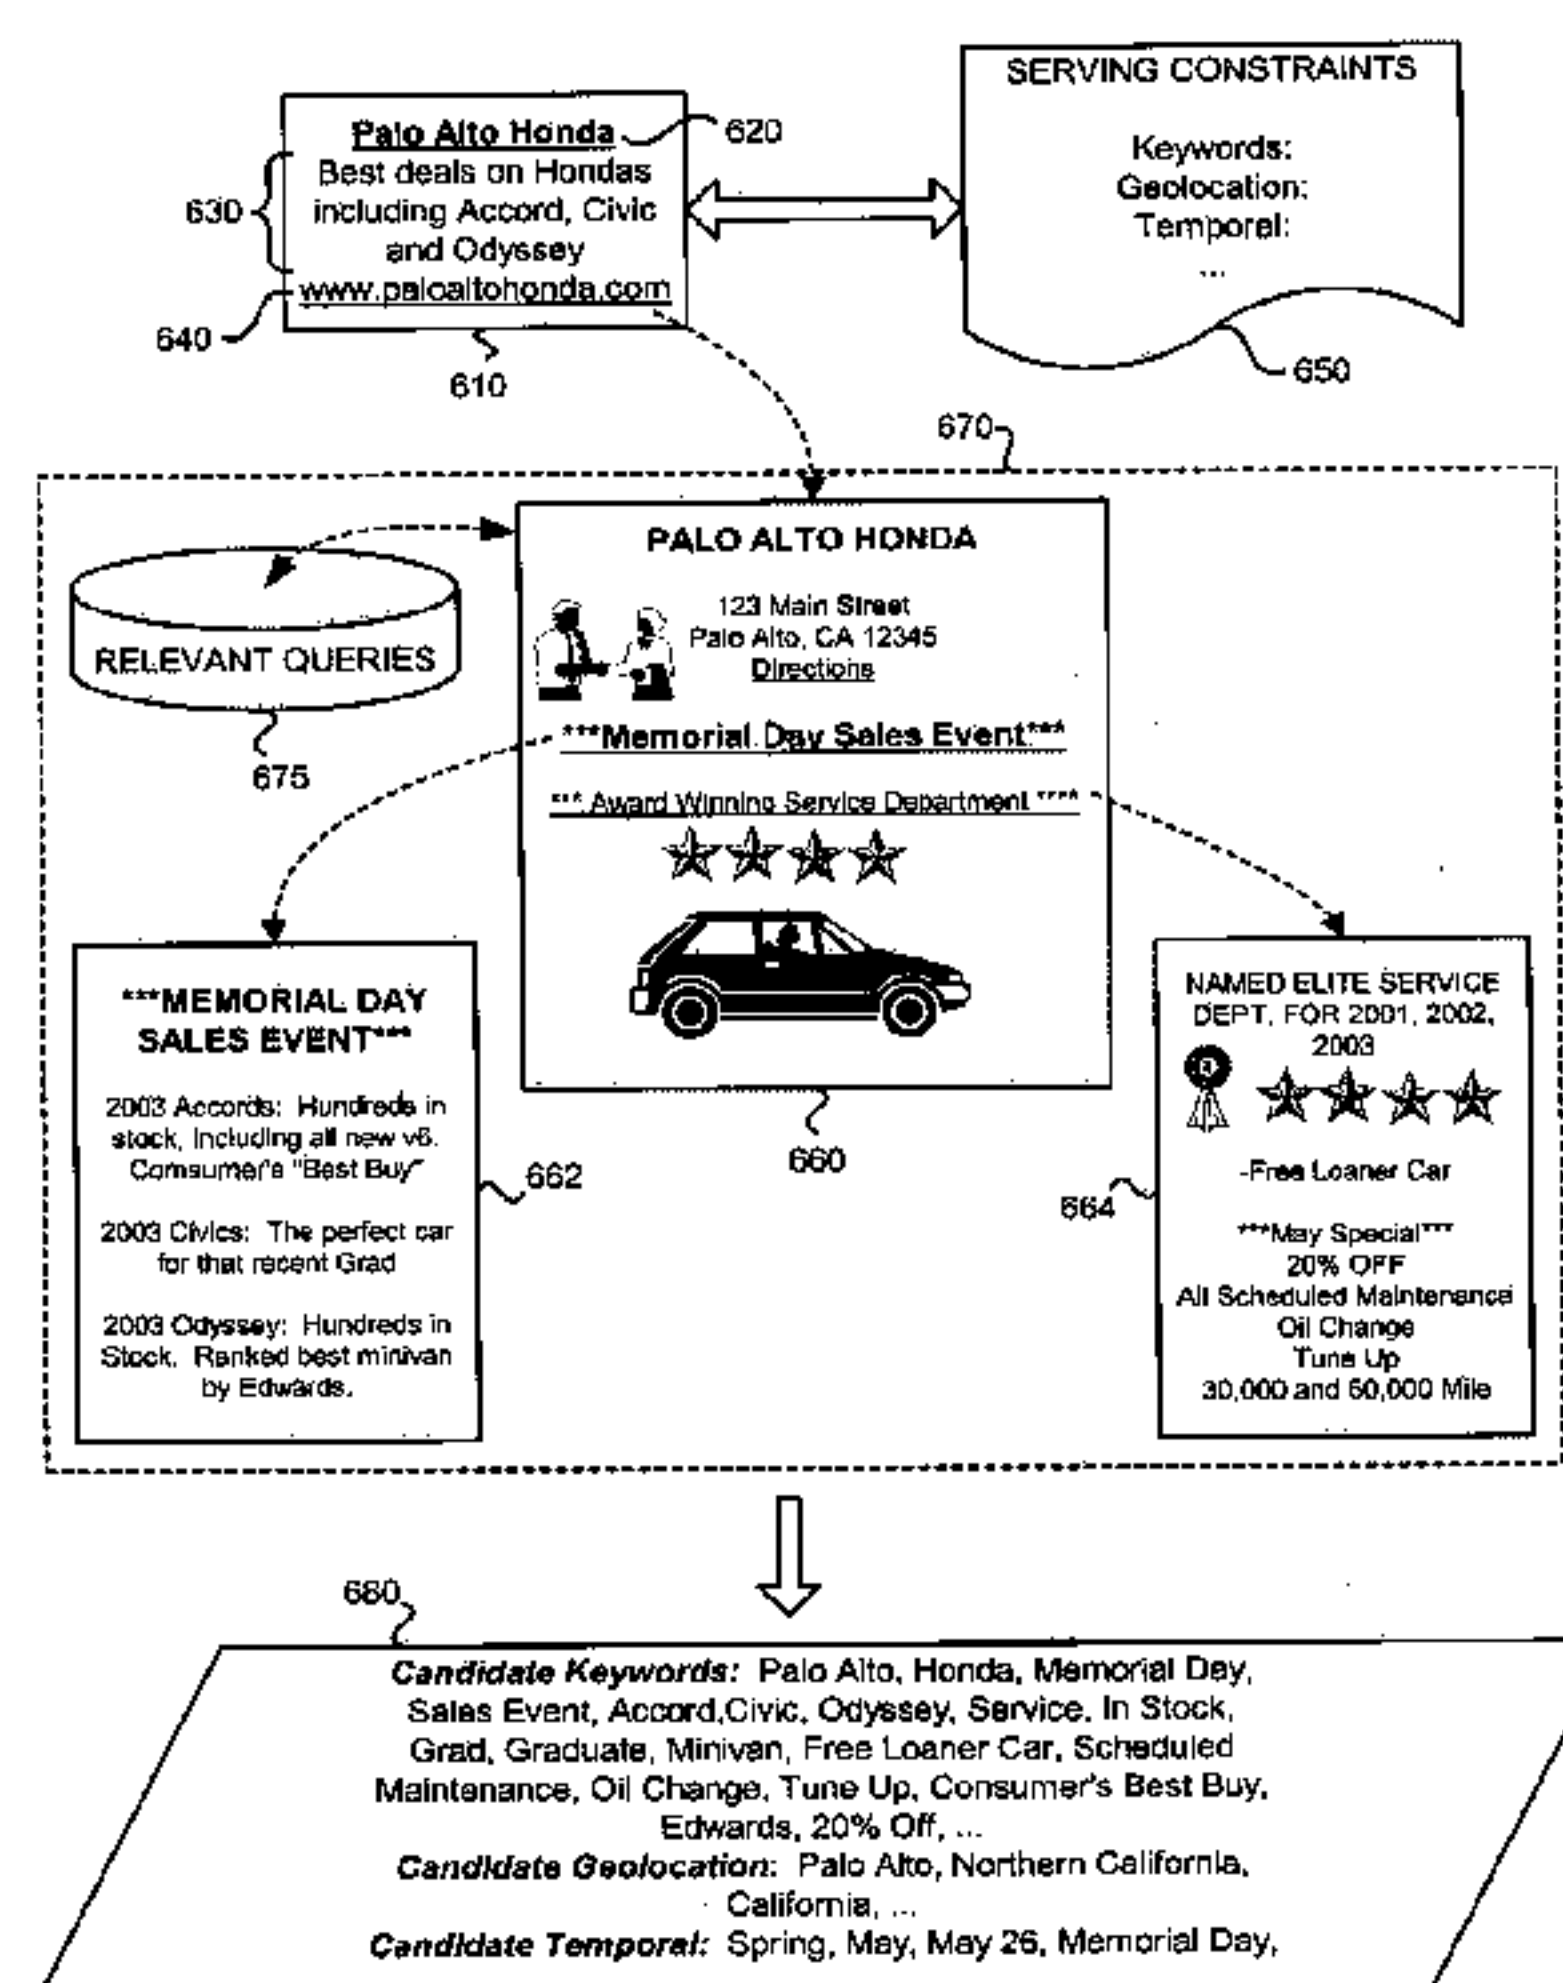 SERVING CONSTRAINTS
Keywords:
Geolocation:
Temporal:
...
Palo Alto Honda
620
Best deals on Hondas
including Accord, Civic
and Odyssey
630
www.paloaltohonda.com
640
610
650
670
PALO ALTO HONDA
123 Main Street
Palo Alto, CA 12345
Directions
***Memorial Day Sales Event***
*** Award Winning Service Department ****
660
RELEVANT QUERIES
675
***MEMORIAL DAY
SALES EVENT***
2003 Accords: Hundreds in
stock, Including all new v6.
Comsumer's "Best Buy"
2003 Civics: The perfect car
for that recent Grad
2003 Odyssey: Hundreds in
Stock. Ranked best minivan
by Edwards.
662
NAMED ELITE SERVICE
DEPT, FOR 2001, 2002,
2003
-Free Loaner Car
***May Special***
20% OFF
All Scheduled Maintenance
Oil Change
Tune Up
30,000 and 60,000 Mile
664
680
Candidate Keywords: Palo Alto, Honda, Memorial Day,
Sales Event, Accord,Civic, Odyssey, Service, In Stock,
Grad, Graduate, Minivan, Free Loaner Car, Scheduled
Maintenance, Oil Change, Tune Up, Consumer's Best Buy,
Edwards, 20% Off, ...
Candidate Geolocation: Palo Alto, Northern California,
California, ...
Candidate Temporal: Spring, May, May 26, Memorial Day,